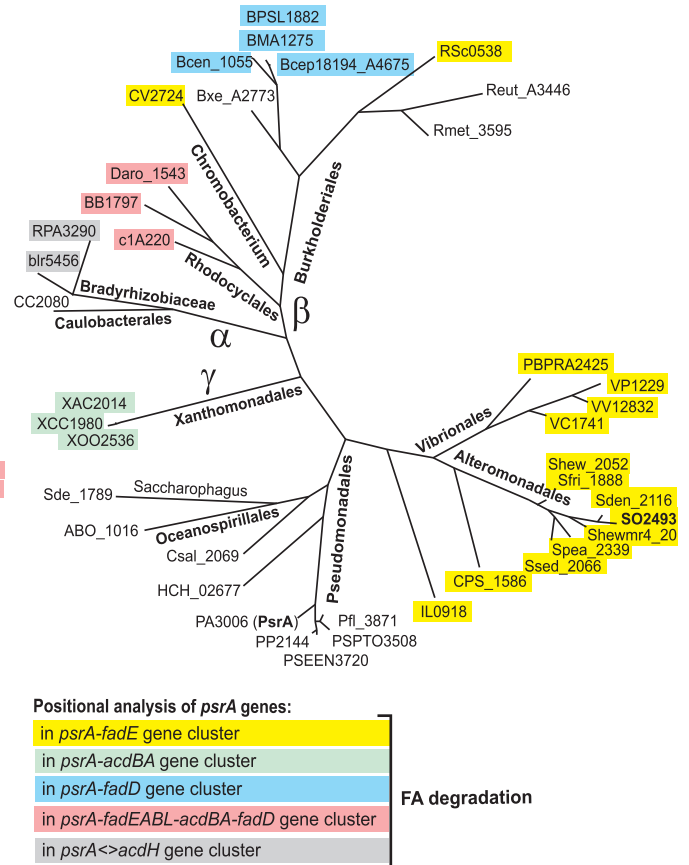 BPSL1882
BMA1275
Bcen_1055
Bcep18194_A4675
RSc0538
CV2724
Bxe_A2773
Reut_A3446
Rmet_3595
Daro_1543
BB1797
c1A220
RPA3290
blr5456
CC2080
Chromobacterium
Burkholderiales
Rhodocyclales
Bradyrhizobiaceae
Caulobacterales
β
α
γ
XAC2014
XCC1980
XOO2536
Xanthomonadales
PBPRA2425
VP1229
VV12832
VC1741
Vibrionales
Alteromonadales
Shew_2052
Sfri_1888
Sden_2116
SO2493
Shewmr4_20
Spea_2339
Ssed_2066
CPS_1586
IL0918
Sde_1789
Saccharophagus
ABO_1016
Oceanospirillales
Csal_2069
HCH_02677
Pseudomonadales
PA3006 (PsrA)
PP2144
PSEEN3720
Pfl_3871
PSPTO3508
Positional analysis of psrA genes:
in psrA-fadE gene cluster
in psrA-acdBA gene cluster
in psrA-fadD gene cluster
in psrA-fadEABL-acdBA-fadD gene cluster
in psrA<>acdH gene cluster
FA degradation